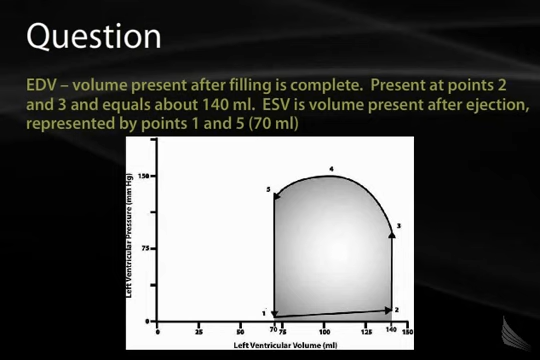 Question
EDV – volume present after filling is complete.  Present at points 2
and 3 and equals about 140 ml.  ESV is volume present after ejection,
represented by points 1 and 5 (70 ml)
Left Ventricular Pressure (mm Hg)
150
75
0
5
4
3
1
2
0
25
50
70
75
100
125
140
150
Left Ventricular Volume (ml)